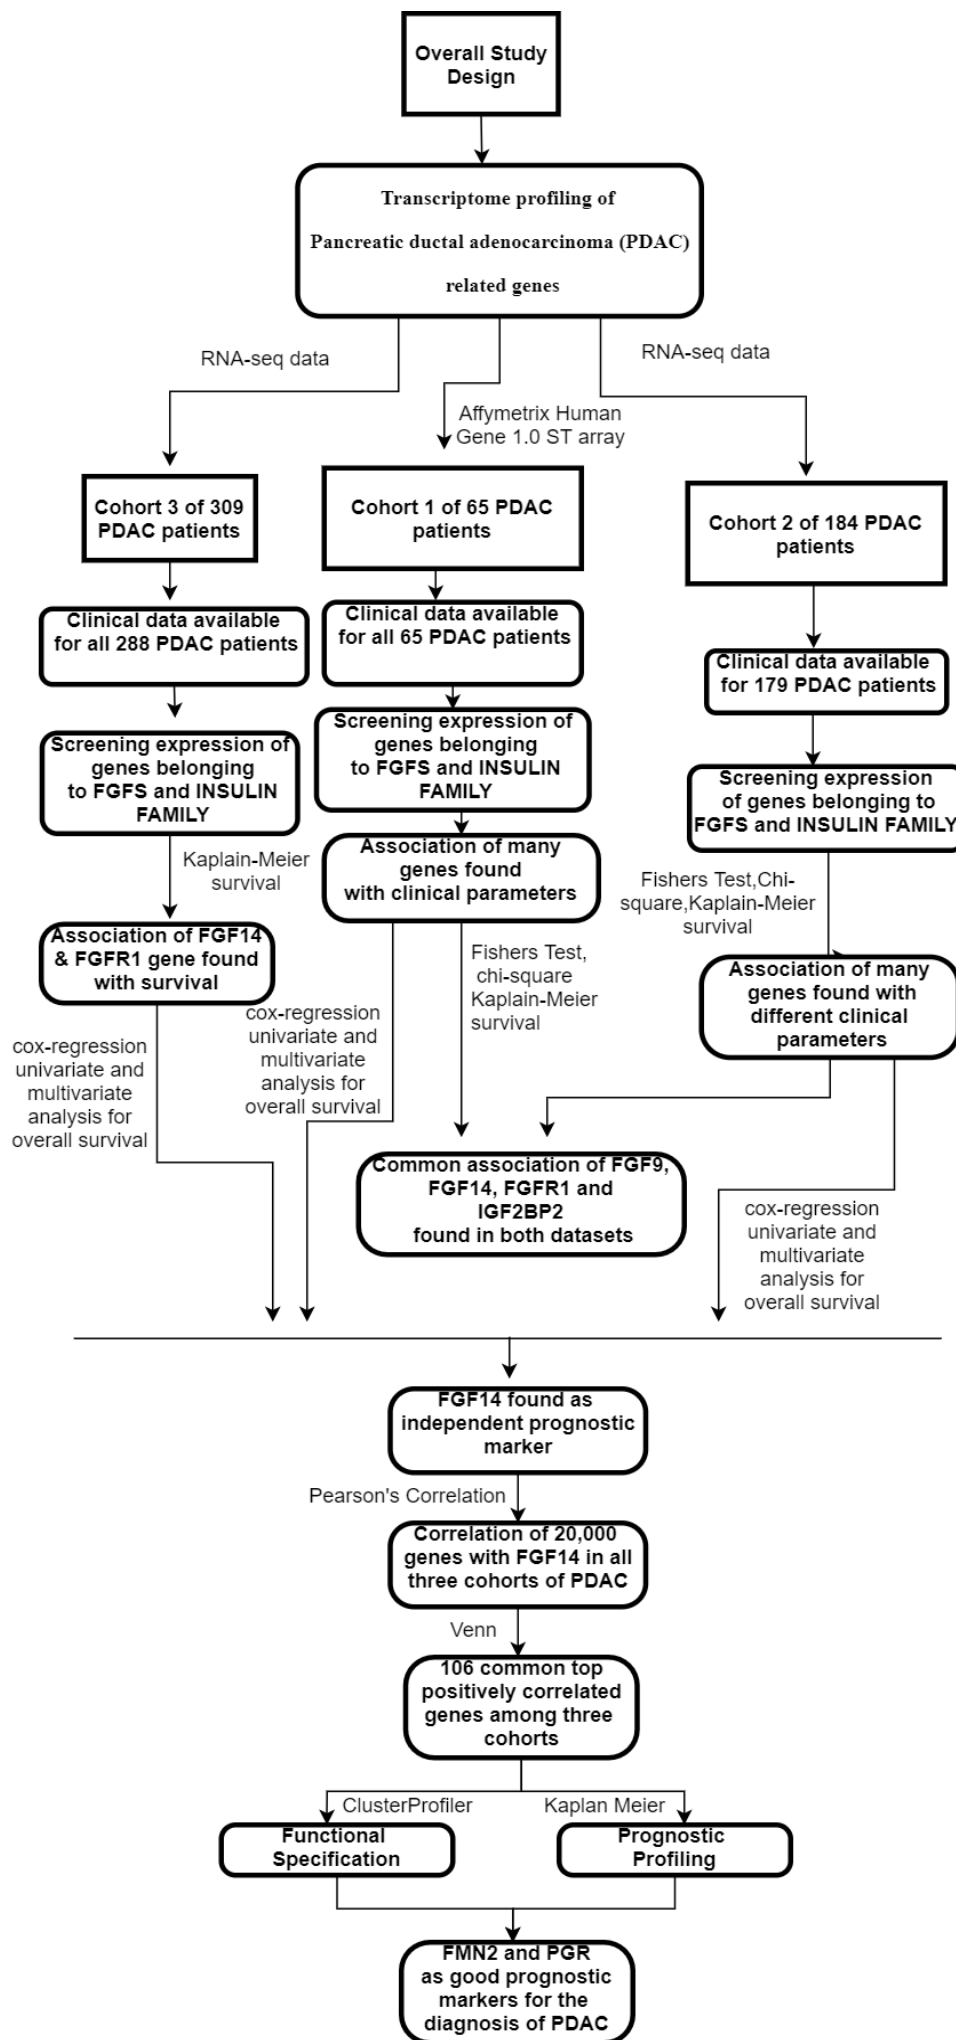 Overall Study
Design
Transcriptome profiling of
Pancreatic ductal adenocarcinoma (PDAC)
related genes
RNA-seq data
Affymetrix Human
Gene 1.0 ST array
RNA-seq data
Cohort 3 of 309
PDAC patients
Cohort 1 of 65 PDAC
patients
Cohort 2 of 184 PDAC
patients
Clinical data available
for all 288 PDAC patients
Clinical data available
for all 65 PDAC patients
Clinical data available
for 179 PDAC patients
Screening expression of
genes belonging
to FGFS and INSULIN
FAMILY
Screening expression of
genes belonging
to FGFS and INSULIN
FAMILY
Screening expression
of genes belonging to
FGFS and INSULIN FAMILY
Kaplain-Meier
survival
Association of many
genes found
with clinical parameters
Fishers Test,Chi-
square,Kaplain-Meier
survival
Association of FGF14
& FGFR1 gene found
with survival
Fishers Test,
chi-square
Kaplain-Meier
survival
Association of many
genes found with
different clinical
parameters
cox-regression
univariate and
multivariate
analysis for
overall survival
cox-regression
univariate and
multivariate
analysis for
overall survival
Common association of FGF9,
FGF14, FGFR1 and
IGF2BP2
found in both datasets
cox-regression
univariate and
multivariate
analysis for
overall survival
FGF14 found as
independent prognostic
marker
Pearson's Correlation
Correlation of 20,000
genes with FGF14 in all
three cohorts of PDAC
Venn
106 common top
positively correlated
genes among three
cohorts
ClusterProfiler
Kaplan Meier
Functional
Specification
Prognostic
Profiling
FMN2 and PGR
as good prognostic
markers for the
diagnosis of PDAC